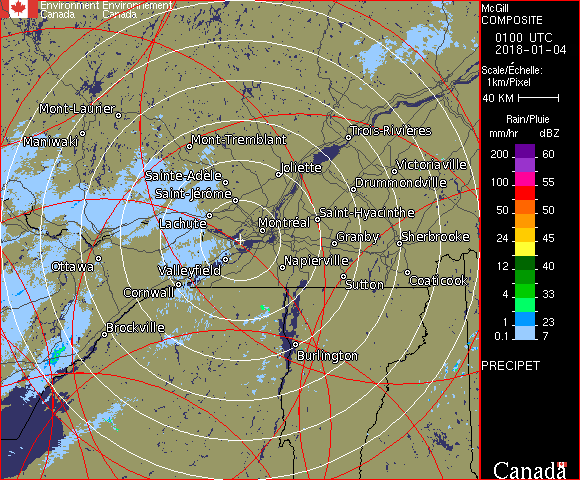 Environment Environnement
Canada Canada
McGill
COMPOSITE
0100 UTC
2018-01-04
Scale/Échelle:
1km/Pixel
40 KM
Rain/Pluie
mm/hr dBZ
200 60
100 55
50 50
24 45
12 40
4 33
1 23
0.1 7
PRECIPET
Canada
Mont-Laurier
Maniwaki
Mont-Tremblant
Trois-Rivières
Sainte-Adèle
Joliette
Victoriaville
Saint-Jérôme
Drummondville
Lachute
Montréal
Saint-Hyacinthe
Granby
Sherbrooke
Ottawa
Valleyfield
Napierville
Cornwall
Sutton
Coaticook
Brockville
Burlington